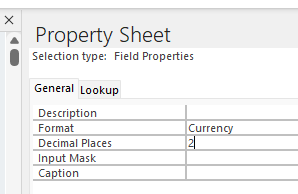 Property Sheet
Selection type: Field Properties
General Lookup
Description
Format Currency
Decimal Places 2
Input Mask
Caption